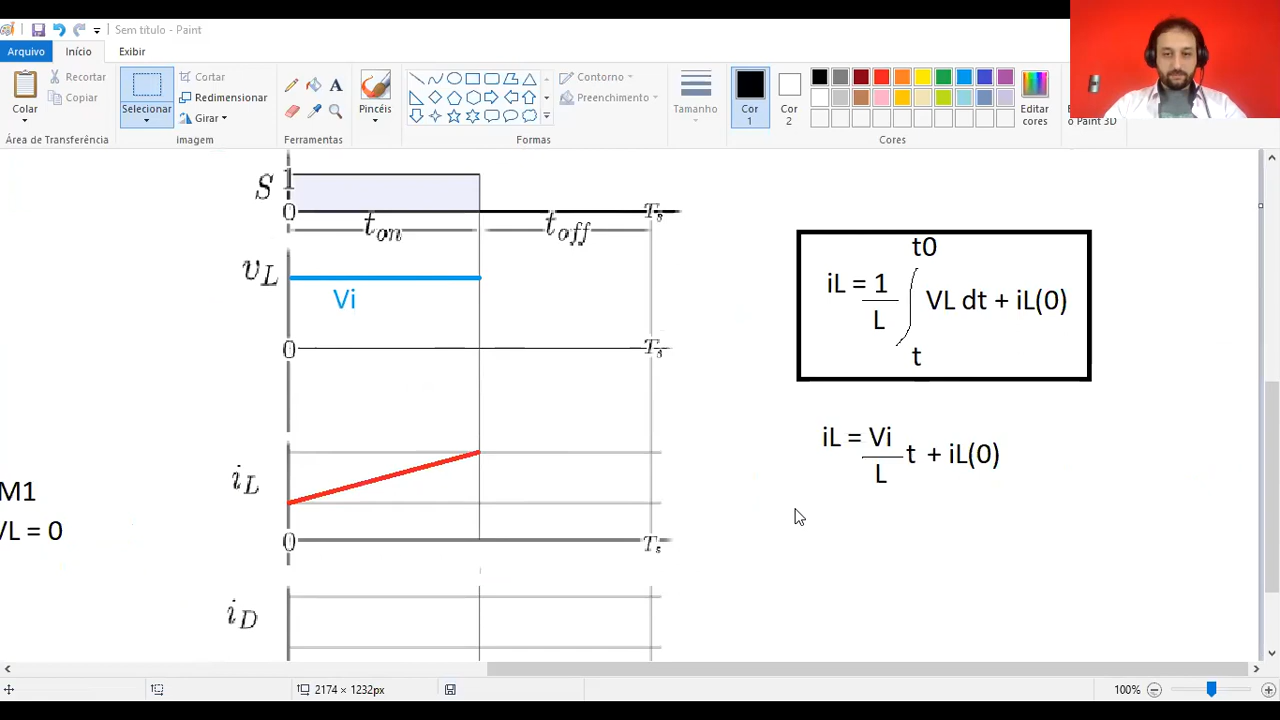 Sem título - Paint
Arquivo
Início
Exibir
Colar
Recortar
Copiar
Área de Transferência
Selecionar
Cortar
Redimensionar
Girar
Imagem
A
Ferramentas
Pincéis
Contorno
Preenchimento
Formas
Tamanho
Cor
1
Cor
2
Editar
cores
Cores
o Paint 3D
S
1
0
ton
toff
Ts
vL
Vi
0
Ts
iL
0
Ts
iD
M1
VL = 0
t0
iL = 1
L
VL dt + iL(0)
t
iL = Vi
L
t + iL(0)
2174 × 1232px
100%